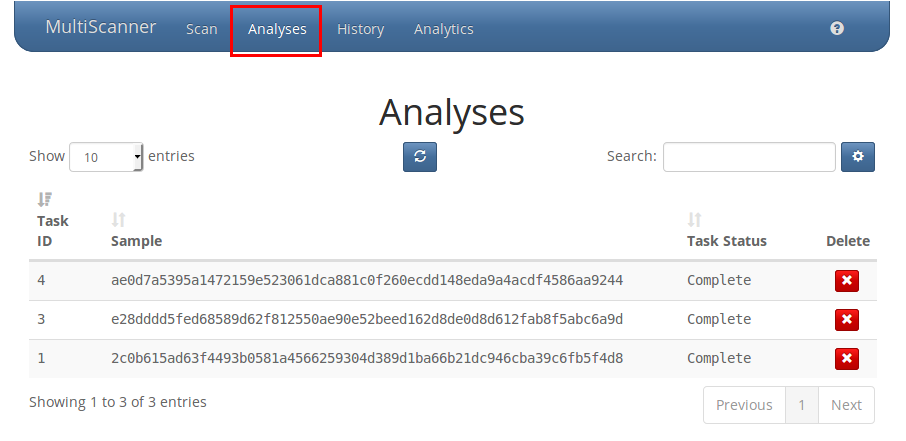 MultiScanner Scan Analyses History Analytics
Analyses
Show 10 entries Search:
Task ID Sample Task Status Delete
4 ae0d7a5395a1472159e523061dca881c0f260ecdd148eda9a4acdf4586aa9244 Complete
3 e28dddd5fed68589d62f812550ae90e52beed162d8de0d8d612fab8f5abc6a9d Complete
1 2c0b615ad63f4493b0581a4566259304d389d1ba66b21dc946cba39c6fb5f4d8 Complete
Showing 1 to 3 of 3 entries Previous 1 Next